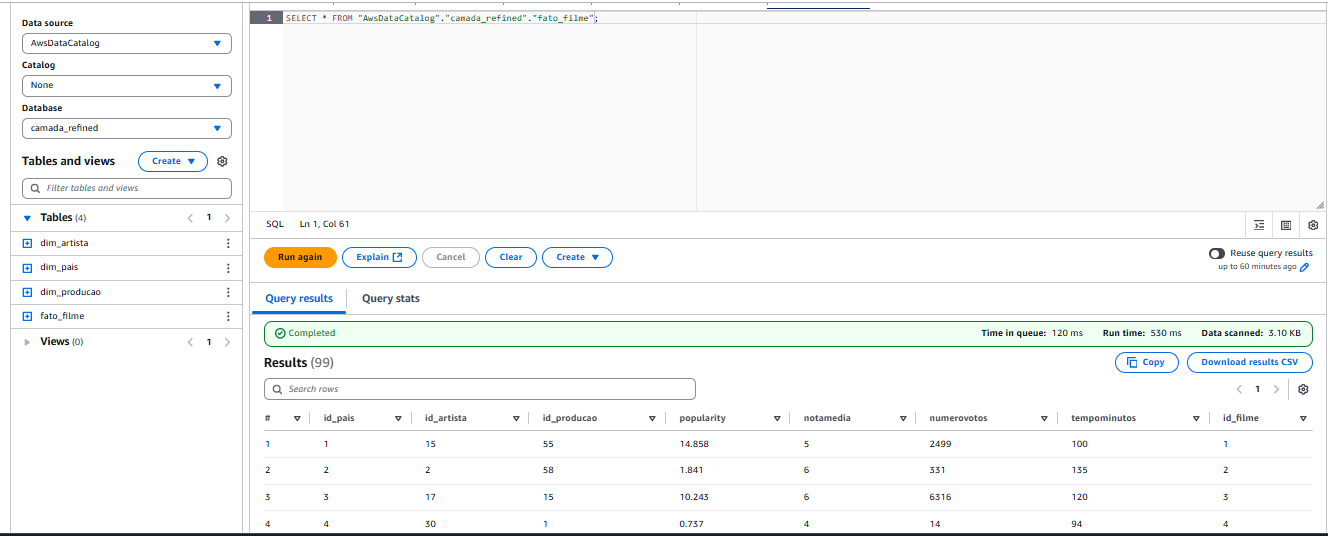 Data source
AwsDataCatalog
Catalog
None
Database
camada_refined
Tables and views
Create
Filter tables and views
Tables (4)
1
dim_artista
dim_pais
dim_producao
fato_filme
Views (0)
1
1 SELECT * FROM "AwsDataCatalog"."camada_refined"."fato_filme";
SQL Ln 1, Col 61
Run again Explain Cancel Clear Create
Reuse query results
up to 60 minutes ago
Query results Query stats
Completed Time in queue: 120 ms Run time: 530 ms Data scanned: 3.10 KB
Results (99) Copy Download results CSV
Search rows 1
# id_pais id_artista id_producao popularity notamedia numerovotos tempominutos id_filme
1 1 15 55 14.858 5 2499 100 1
2 2 2 58 1.841 6 331 135 2
3 3 17 15 10.243 6 6316 120 3
4 4 30 1 0.737 4 14 94 4